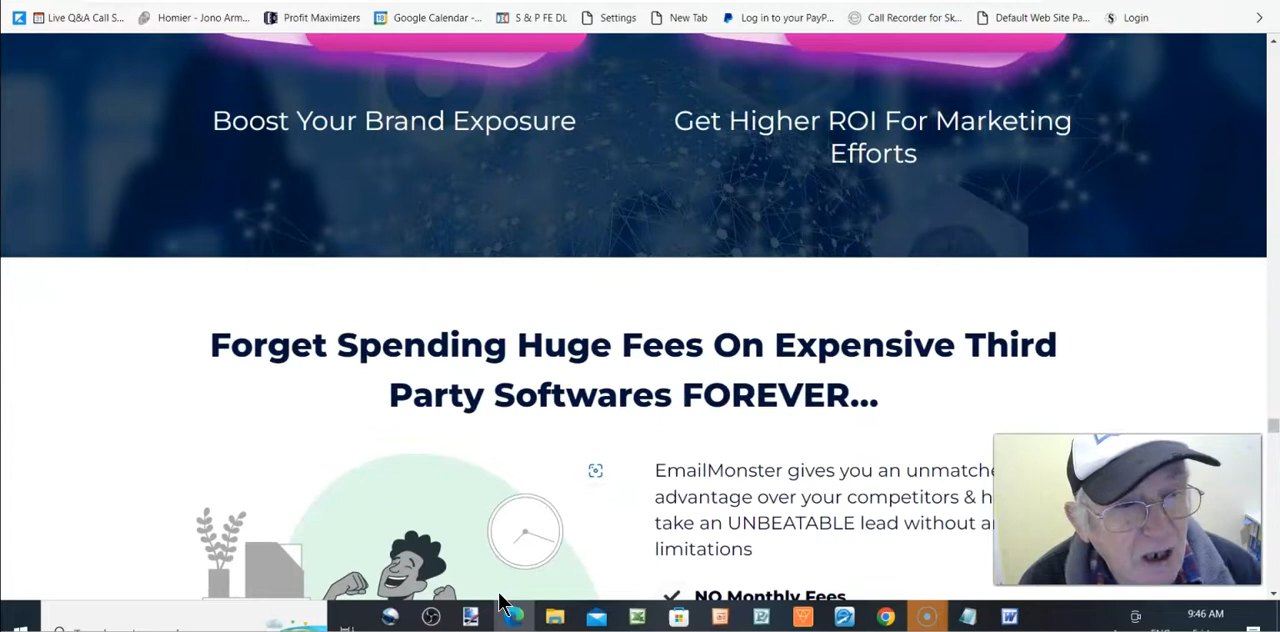 Live Q&A Call S...
Homier - Jono Arm...
Profit Maximizers
Google Calendar -...
S & P FE DL
Settings
New Tab
Log in to your PayP...
Call Recorder for Sk...
Default Web Site Pa...
Login
Boost Your Brand Exposure
Get Higher ROI For Marketing
Efforts
Forget Spending Huge Fees On Expensive Third
Party Softwares FOREVER...
EmailMonster gives you an unmatche
advantage over your competitors & h
take an UNBEATABLE lead without a
limitations
NO Monthly Fees
9:46 AM